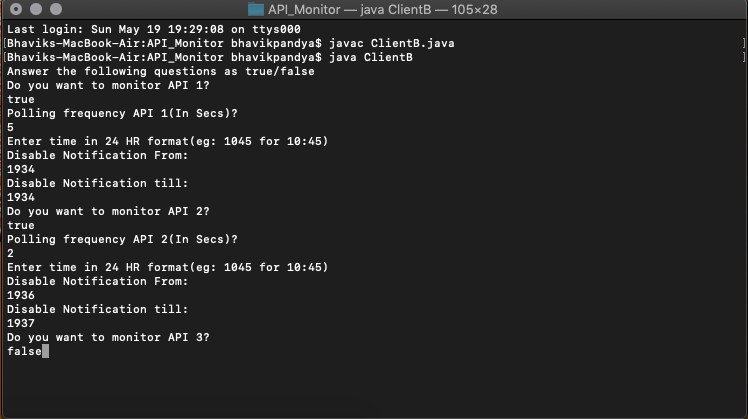 API_Monitor — java ClientB — 105×28
Last login: Sun May 19 19:29:08 on ttys000
[Bhaviks-MacBook-Air:API_Monitor bhavikpandya$ javac ClientB.java ]
[Bhaviks-MacBook-Air:API_Monitor bhavikpandya$ java ClientB ]
Answer the following questions as true/false
Do you want to monitor API 1?
true
Polling frequency API 1(In Secs)?
5
Enter time in 24 HR format(eg: 1045 for 10:45)
Disable Notification From:
1934
Disable Notification till:
1934
Do you want to monitor API 2?
true
Polling frequency API 2(In Secs)?
2
Enter time in 24 HR format(eg: 1045 for 10:45)
Disable Notification From:
1936
Disable Notification till:
1937
Do you want to monitor API 3?
false